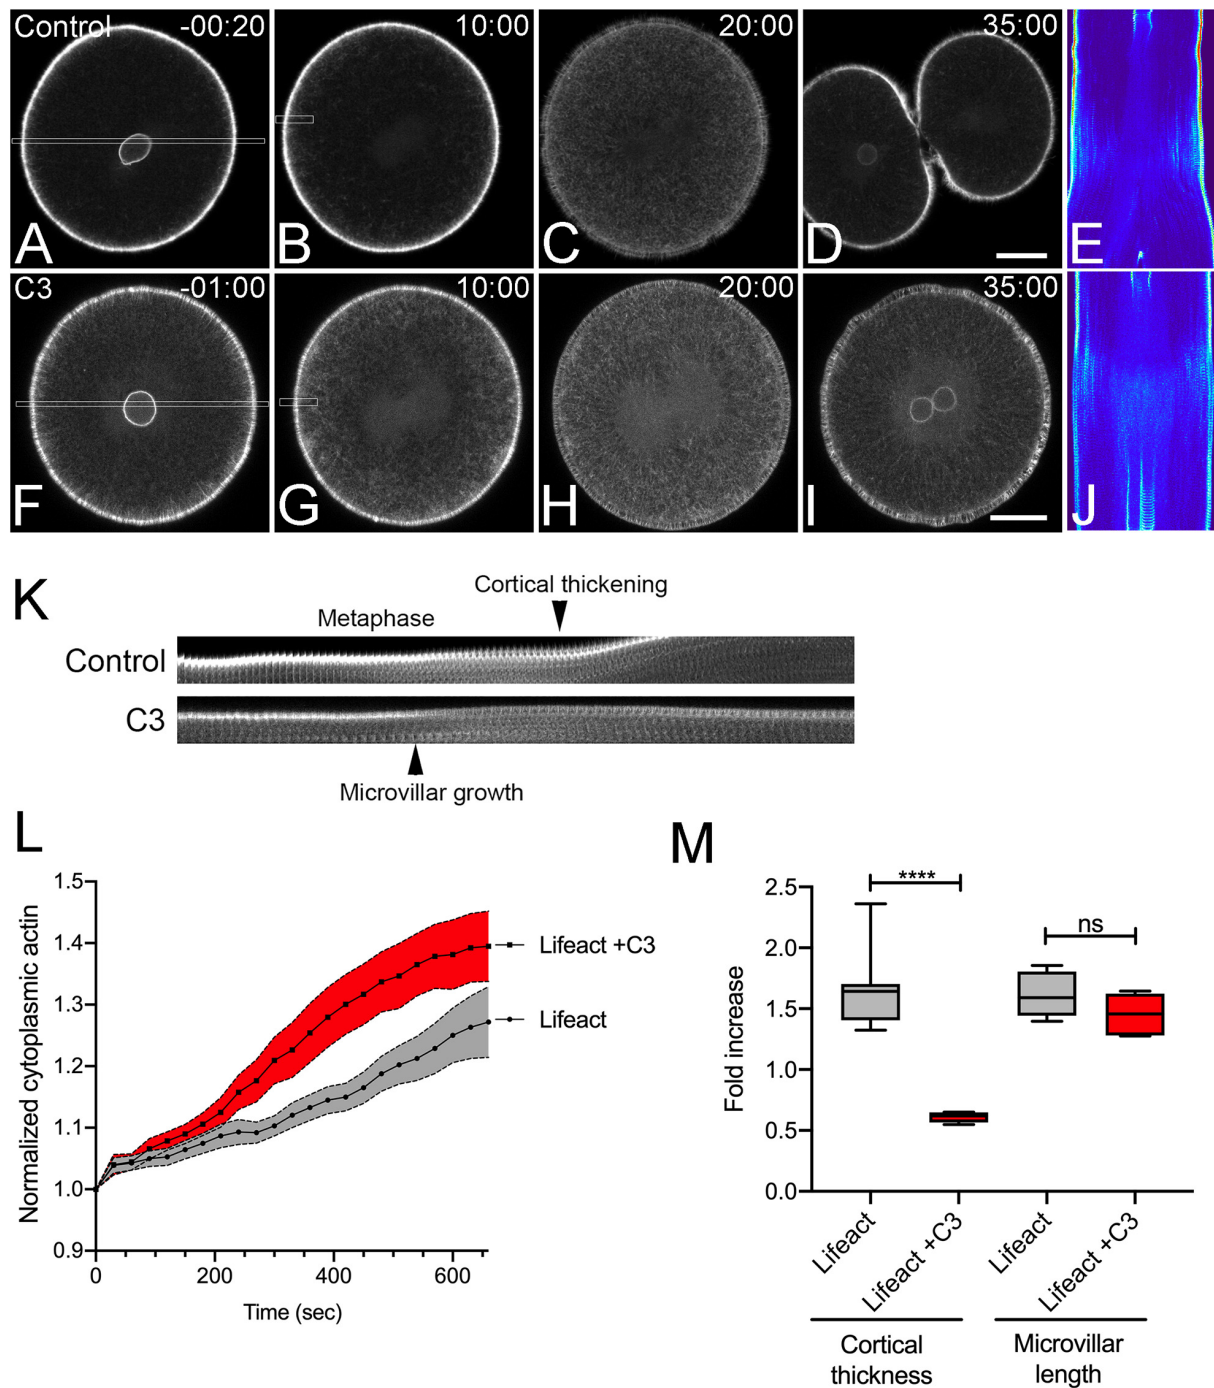 Control -00:20 10:00 20:00 35:00
A B C D E
C3 -01:00 10:00 20:00 35:00
F G H I J
K
Cortical thickening
Metaphase
Control
C3
Microvillar growth
L
Normalized cytoplasmic actin
1.5
1.4
1.3
1.2
1.1
1.0
0.9
0 200 400 600
Time (sec)
Lifeact +C3
Lifeact
M
Fold increase
2.5
2.0
1.5
1.0
0.5
0.0
****
ns
Lifeact
Lifeact +C3
Lifeact
Lifeact +C3
Cortical
thickness
Microvillar
length